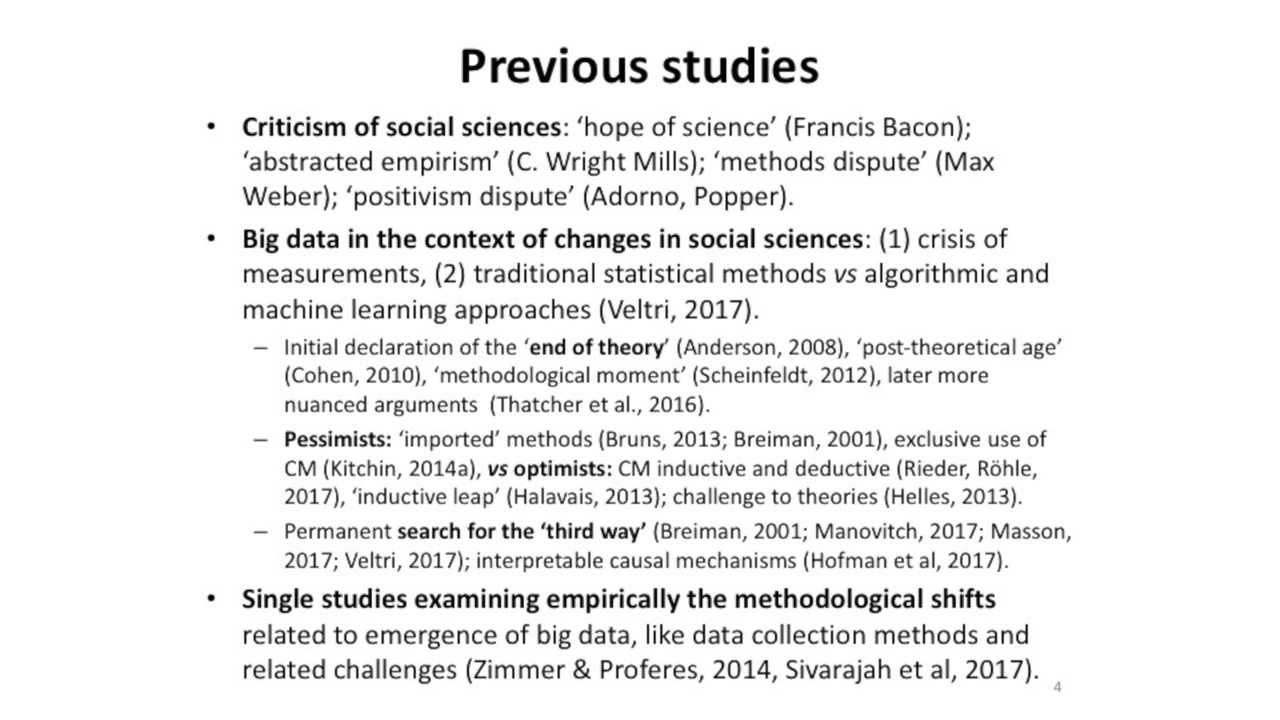 Previous studies
• Criticism of social sciences: ‘hope of science’ (Francis Bacon);
‘abstracted empirism’ (C. Wright Mills); ‘methods dispute’ (Max
Weber); ‘positivism dispute’ (Adorno, Popper).
• Big data in the context of changes in social sciences: (1) crisis of
measurements, (2) traditional statistical methods vs algorithmic and
machine learning approaches (Veltri, 2017).
– Initial declaration of the ‘end of theory’ (Anderson, 2008), ‘post-theoretical age’
(Cohen, 2010), ‘methodological moment’ (Scheinfeldt, 2012), later more
nuanced arguments (Thatcher et al., 2016).
– Pessimists: ‘imported’ methods (Bruns, 2013; Breiman, 2001), exclusive use of
CM (Kitchin, 2014a), vs optimists: CM inductive and deductive (Rieder, Röhle,
2017), ‘inductive leap’ (Halavais, 2013); challenge to theories (Helles, 2013).
– Permanent search for the ‘third way’ (Breiman, 2001; Manovitch, 2017; Masson,
2017; Veltri, 2017); interpretable causal mechanisms (Hofman et al, 2017).
• Single studies examining empirically the methodological shifts
related to emergence of big data, like data collection methods and
related challenges (Zimmer & Proferes, 2014, Sivarajah et al, 2017).
4